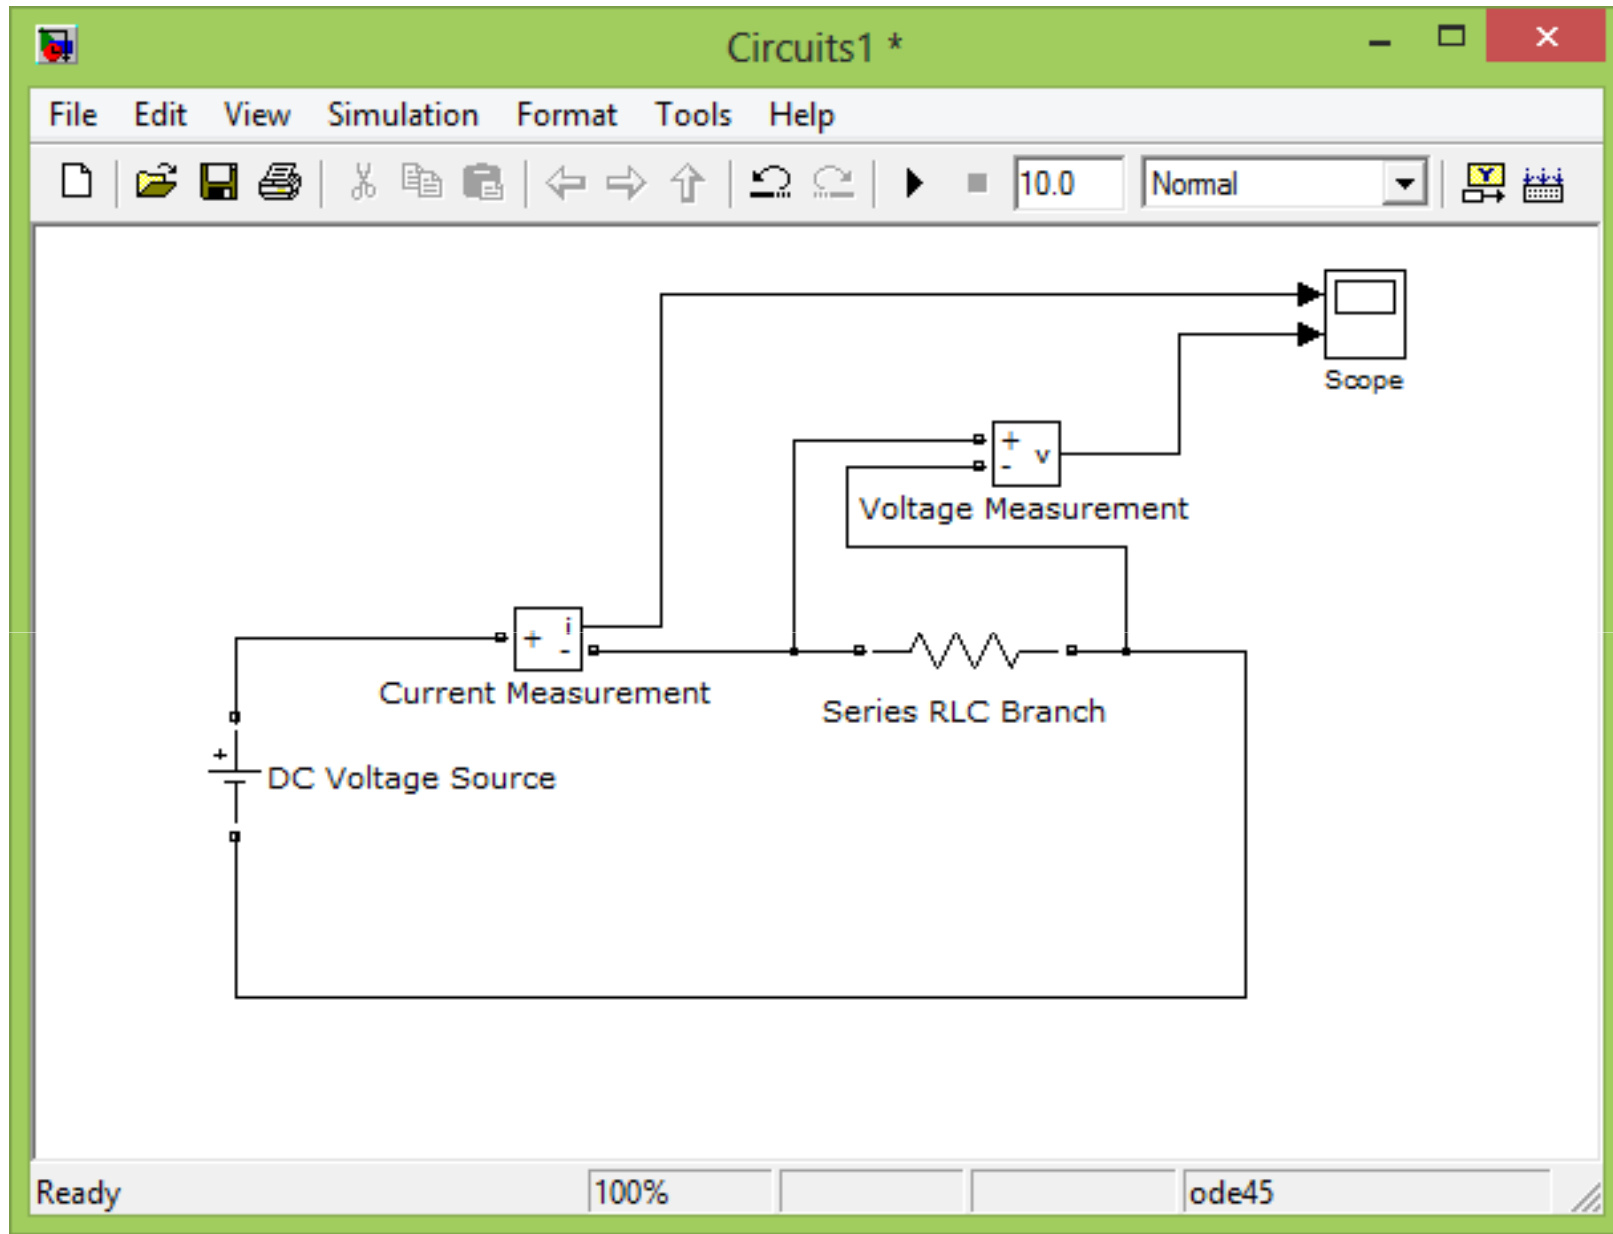 Circuits1 *
File Edit View Simulation Format Tools Help
10.0 Normal
Scope
+ v
-
Voltage Measurement
+ i
-
Current Measurement
Series RLC Branch
+
DC Voltage Source
Ready 100% ode45